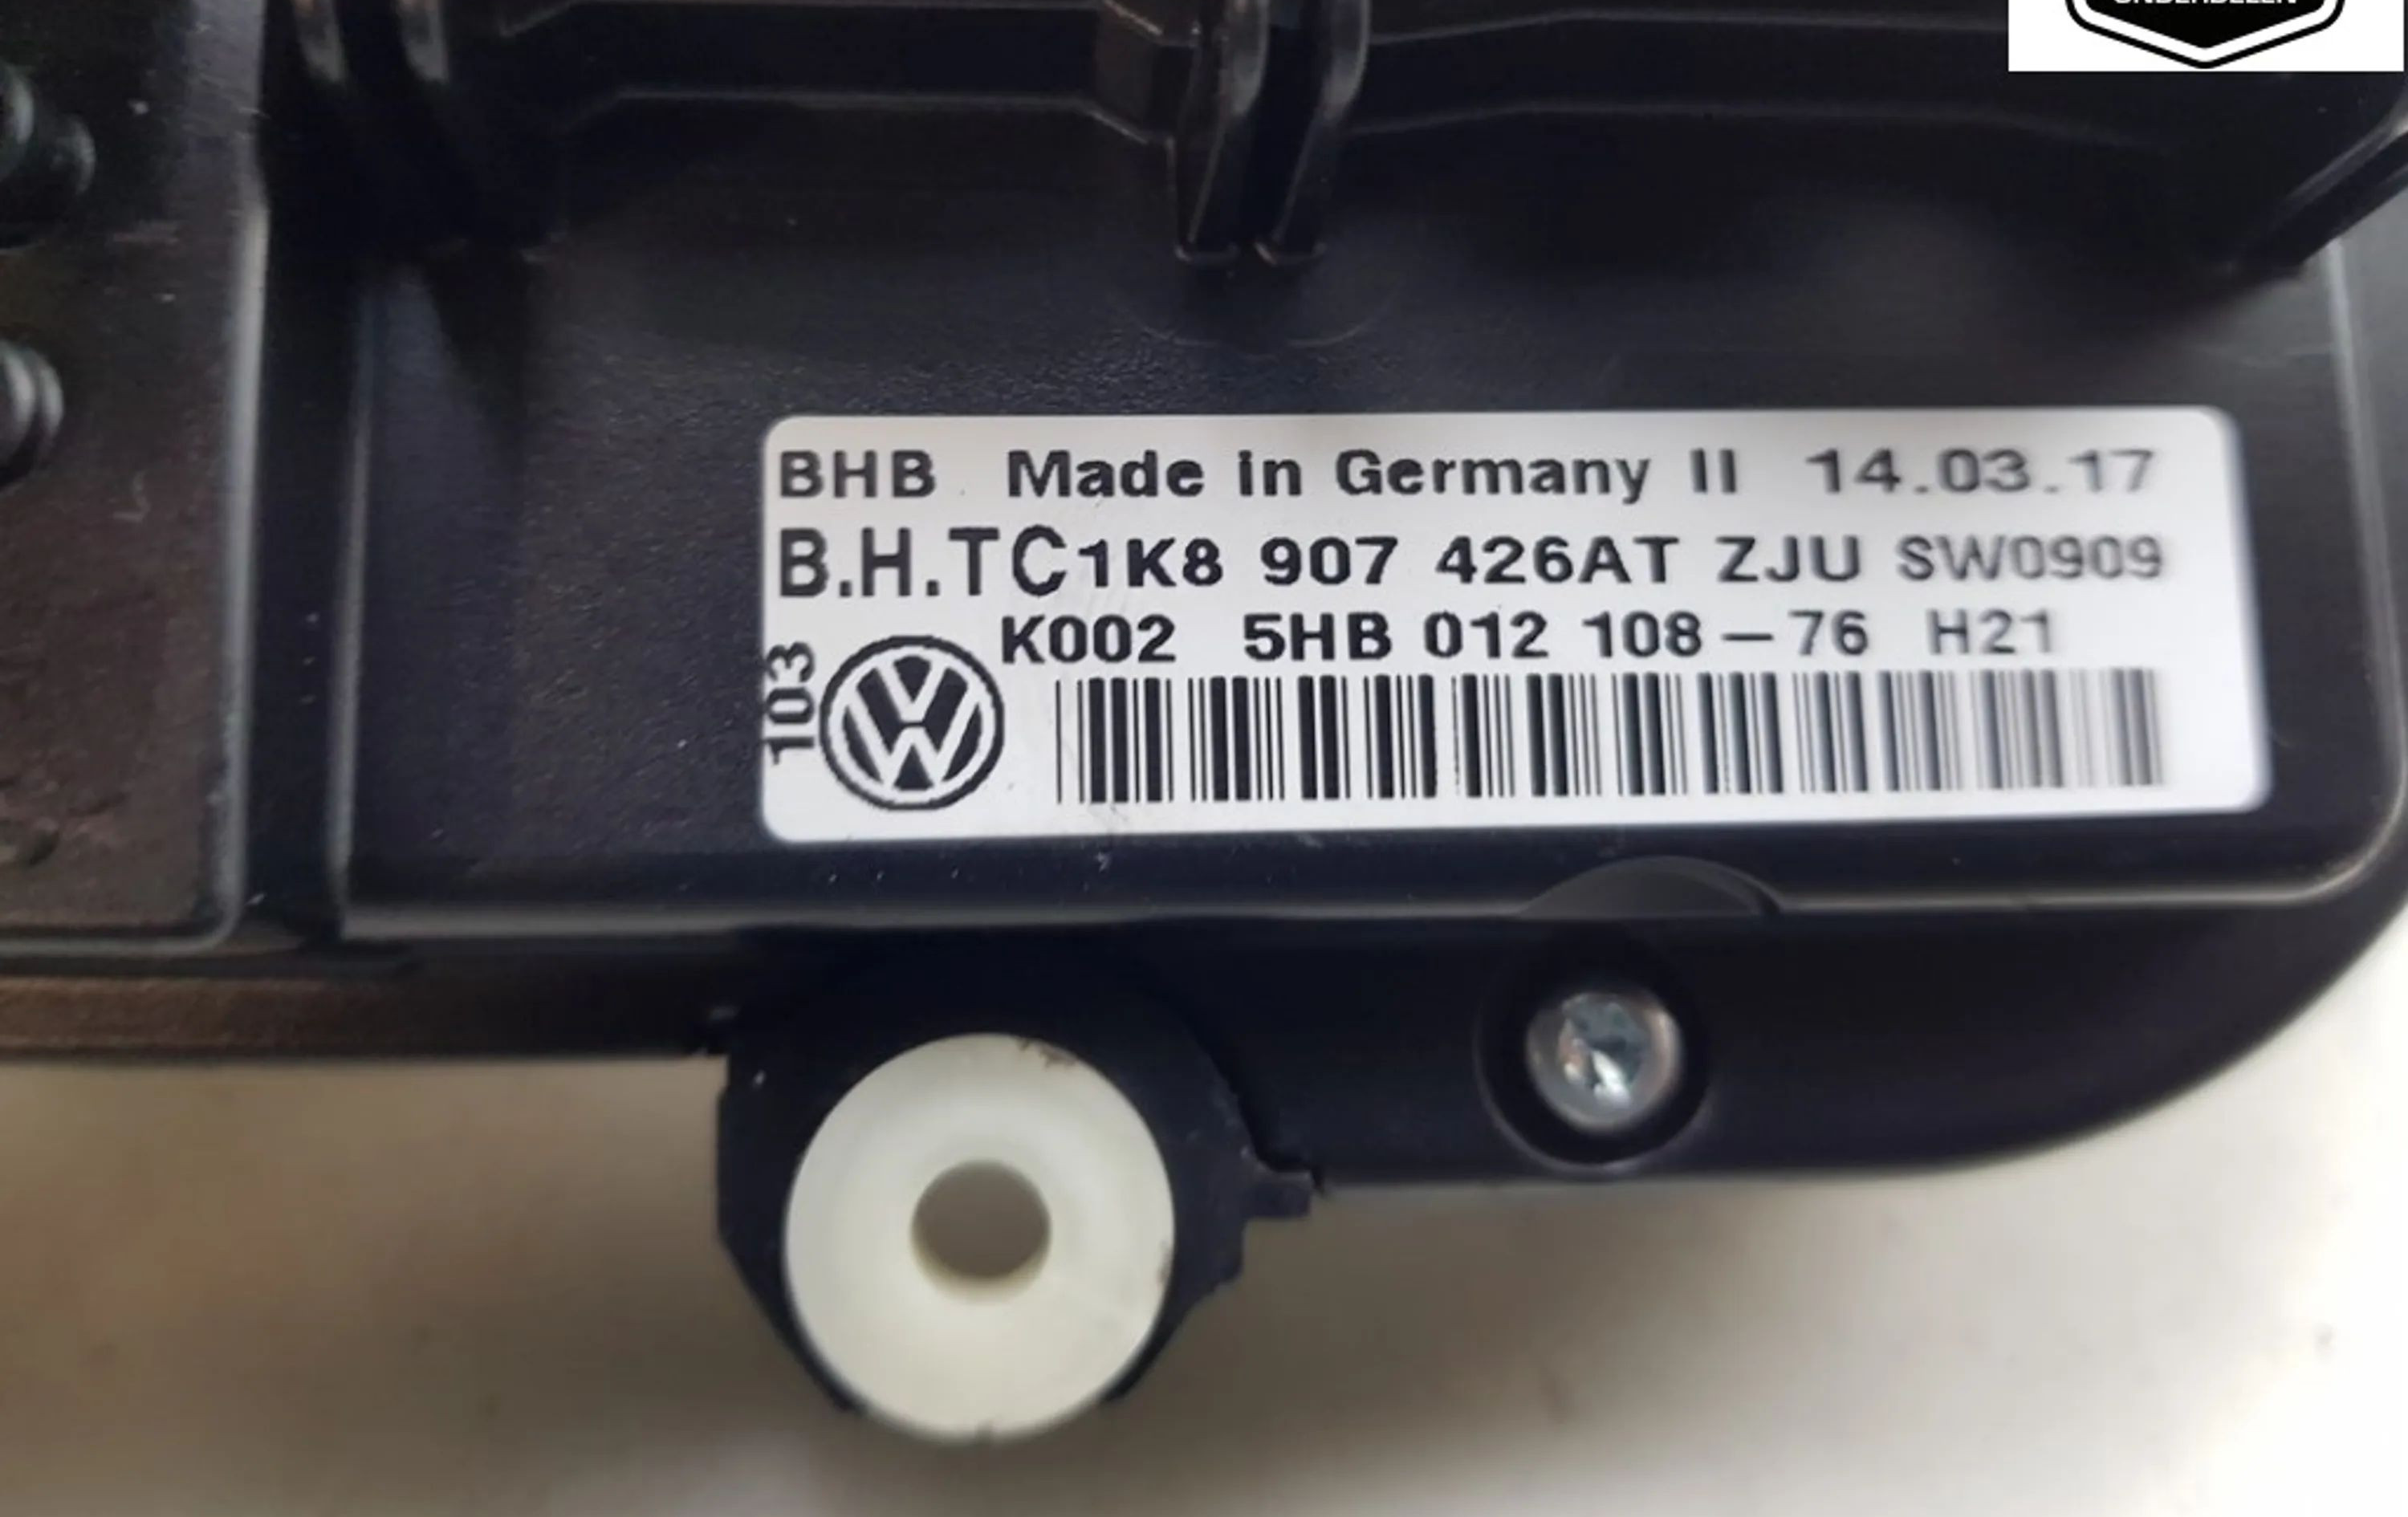 ONDERDELEN
BHB Made in Germany II 14.03.17
B.H.T C 1K8 907 426AT ZJU SW0909
K002 5HB 012 108-76 H21
103